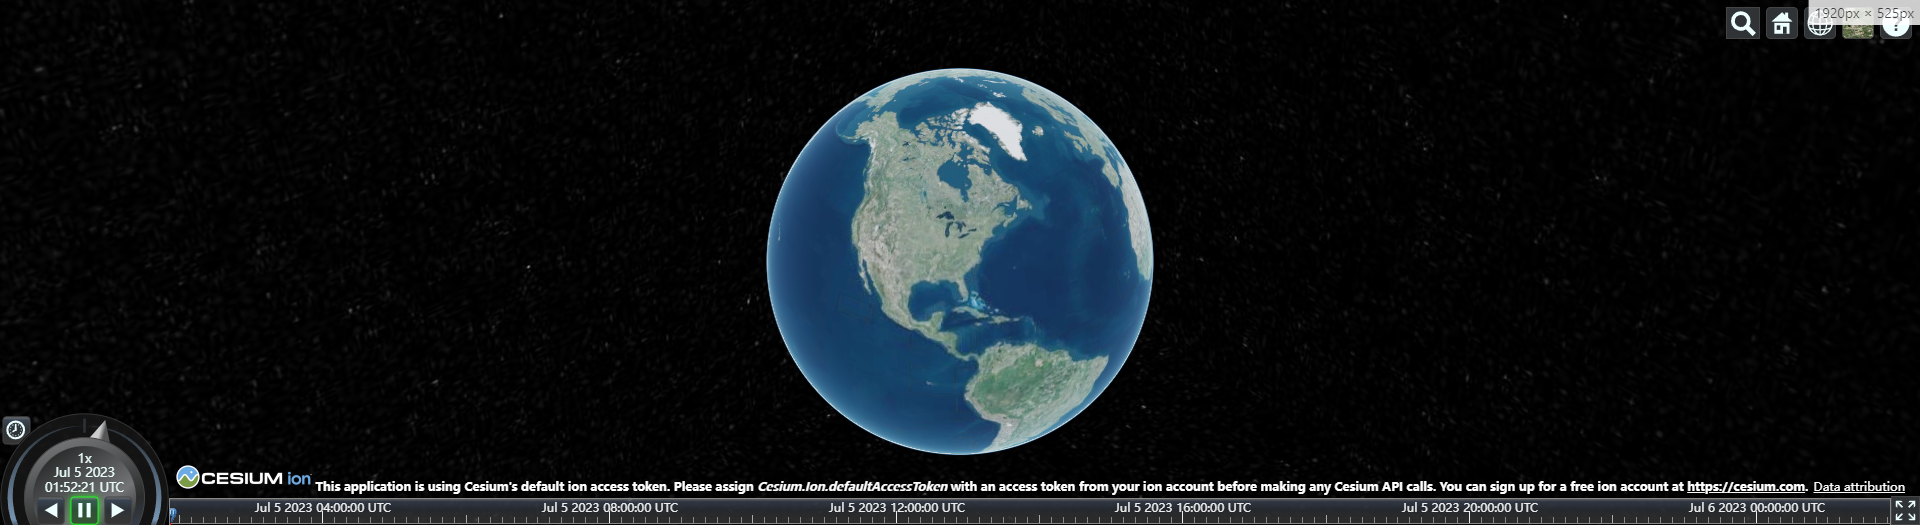 1920px × 525px
?
1x
Jul 5 2023
01:52:21 UTC
CESIUM ion
This application is using Cesium's default ion access token. Please assign Cesium.Ion.defaultAccessToken with an access token from your ion account before making any Cesium API calls. You can sign up for a free ion account at https://cesium.com. Data attribution
Jul 5 2023 04:00:00 UTC Jul 5 2023 08:00:00 UTC Jul 5 2023 12:00:00 UTC Jul 5 2023 16:00:00 UTC Jul 5 2023 20:00:00 UTC Jul 6 2023 00:00:00 UTC